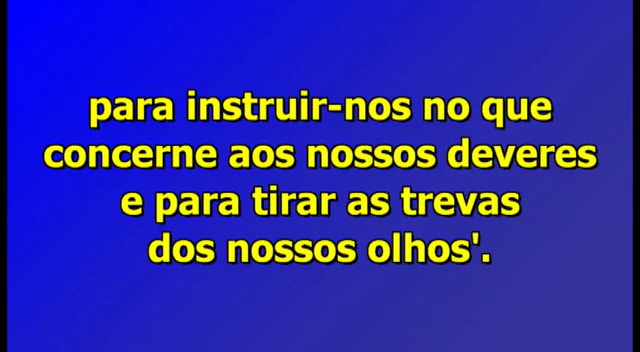 para instruir-nos no que
concerne aos nossos deveres
e para tirar as trevas
dos nossos olhos'.